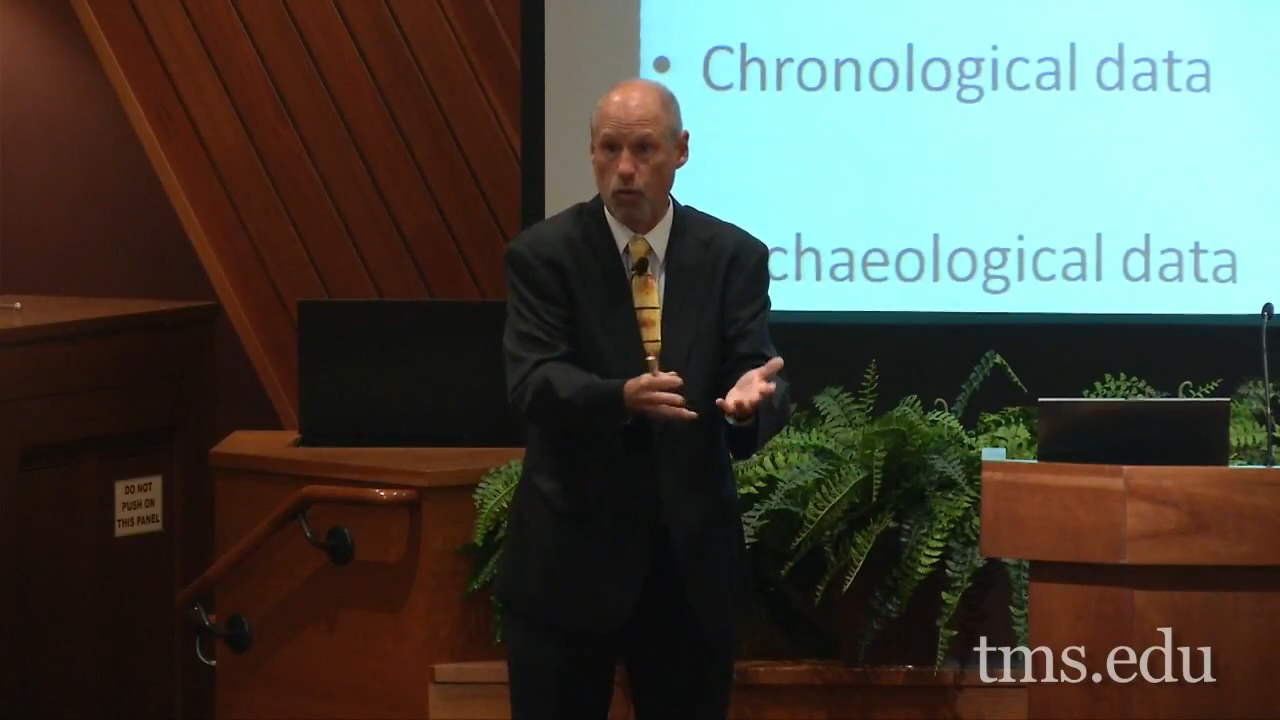 • Chronological data
chaeological data
DO NOT
PUSH ON
THIS PANEL
tms.edu